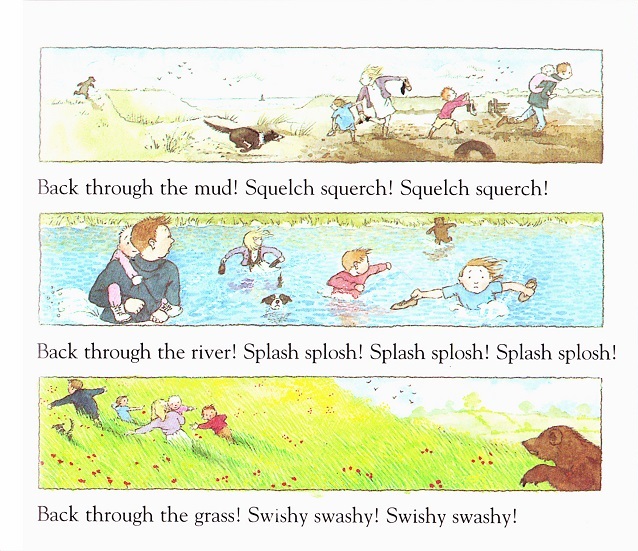 Back through the mud! Squelch squerch! Squelch squerch!
Back through the river! Splash splosh! Splash splosh! Splash splosh!
Back through the grass! Swishy swashy! Swishy swashy!